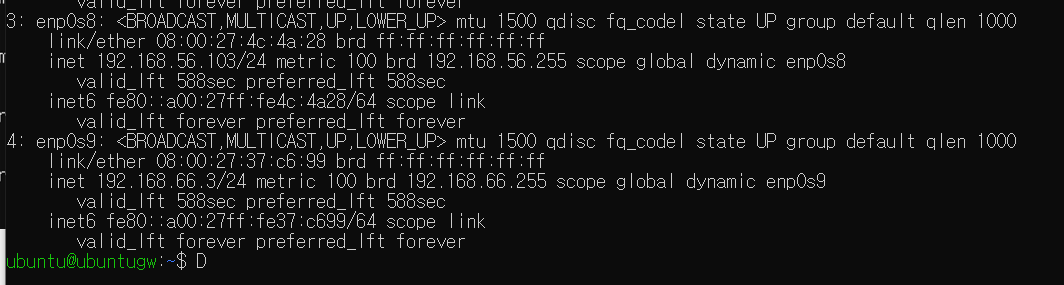 valid_lft forever preferred_lft forever
3: enp0s8: <BROADCAST,MULTICAST,UP,LOWER_UP> mtu 1500 qdisc fq_codel state UP group default qlen 1000
link/ether 08:00:27:4c:4a:28 brd ff:ff:ff:ff:ff:ff
inet 192.168.56.103/24 metric 100 brd 192.168.56.255 scope global dynamic enp0s8
valid_lft 588sec preferred_lft 588sec
inet6 fe80::a00:27ff:fe4c:4a28/64 scope link
valid_lft forever preferred_lft forever
4: enp0s9: <BROADCAST,MULTICAST,UP,LOWER_UP> mtu 1500 qdisc fq_codel state UP group default qlen 1000
link/ether 08:00:27:37:c6:99 brd ff:ff:ff:ff:ff:ff
inet 192.168.66.3/24 metric 100 brd 192.168.66.255 scope global dynamic enp0s9
valid_lft 588sec preferred_lft 588sec
inet6 fe80::a00:27ff:fe37:c699/64 scope link
valid_lft forever preferred_lft forever
ubuntu@ubuntugw:~$ D